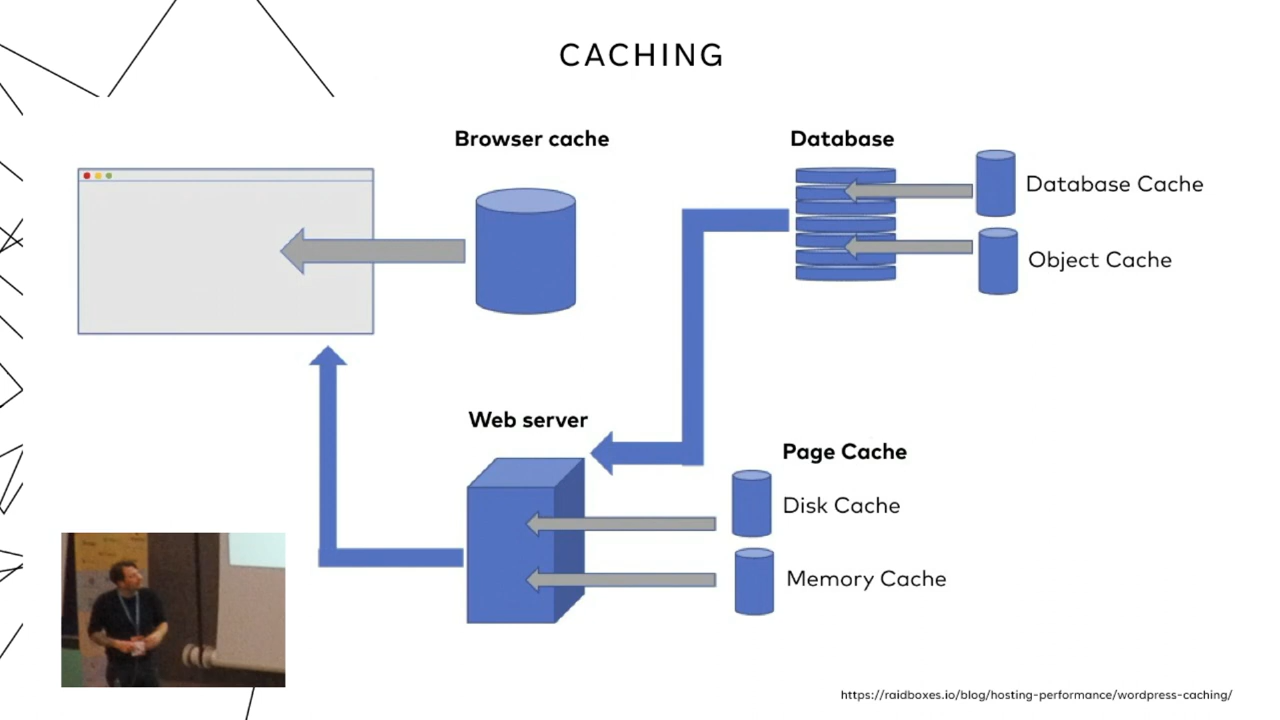 CACHING
Browser cache
Database
Database Cache
Object Cache
Web server
Page Cache
Disk Cache
Memory Cache
https://raidboxes.io/blog/hosting-performance/wordpress-caching/